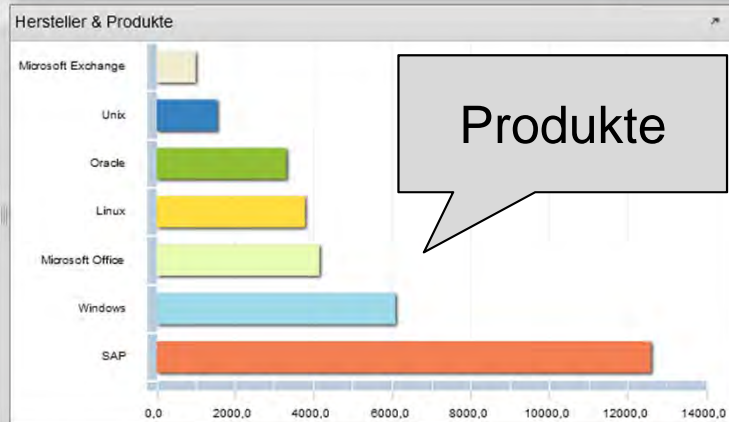 Hersteller & Produkte
Microsoft Exchange
Unix
Oracle
Linux
Microsoft Office
Windows
SAP
Produkte
0,0 2000,0 4000,0 6000,0 8000,0 10000,0 12000,0 14000,0